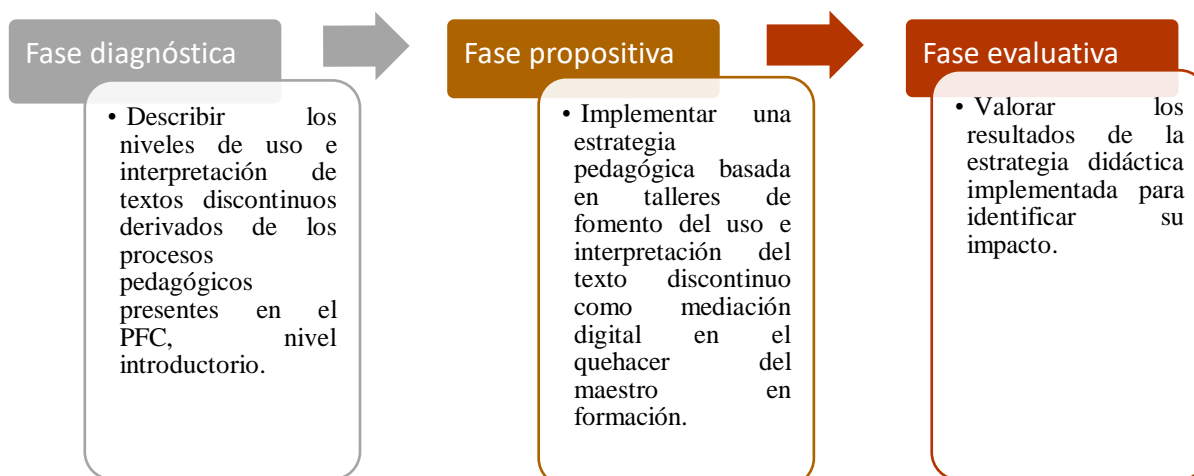 Fase diagnóstica
• Describir los
niveles de uso e
interpretación de
textos discontinuos
derivados de los
procesos
pedagógicos
presentes en el
PFC, nivel
introductorio.
Fase propositiva
• Implementar una
estrategia
pedagógica basada
en talleres de
fomento del uso e
interpretación del
texto discontinuo
como mediación
digital en el
quehacer del
maestro en
formación.
Fase evaluativa
• Valorar los
resultados de la
estrategia didáctica
implementada para
identificar su
impacto.